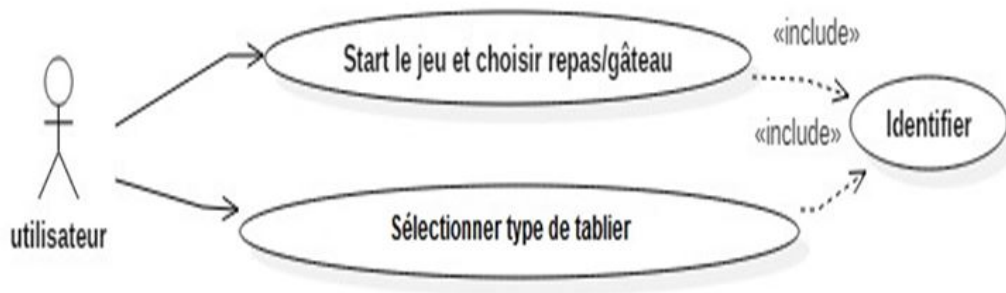 Start le jeu et choisir repas/gâteau
«include»
«include»
Identifier
utilisateur
Sélectionner type de tablier